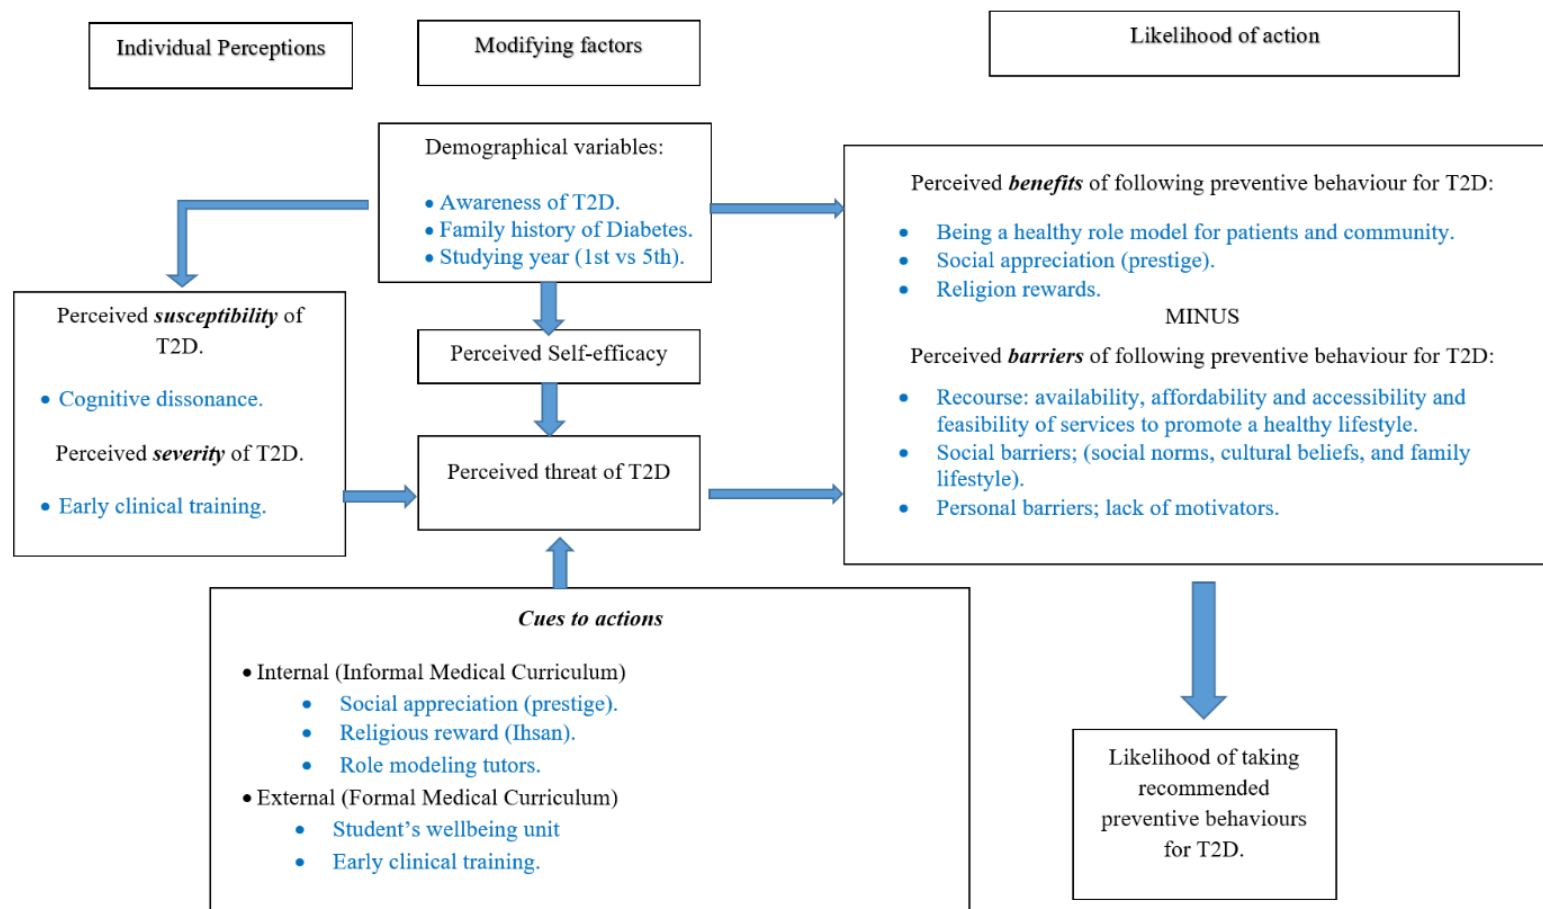 Individual Perceptions
Modifying factors
Likelihood of action
Demographical variables:
• Awareness of T2D.
• Family history of Diabetes.
• Studying year (1st vs 5th).
Perceived susceptibility of
T2D.
• Cognitive dissonance.
Perceived severity of T2D.
• Early clinical training.
Perceived Self-efficacy
Perceived threat of T2D
Perceived benefits of following preventive behaviour for T2D:
• Being a healthy role model for patients and community.
• Social appreciation (prestige).
• Religion rewards.
MINUS
Perceived barriers of following preventive behaviour for T2D:
• Recourse: availability, affordability and accessibility and
feasibility of services to promote a healthy lifestyle.
• Social barriers; (social norms, cultural beliefs, and family
lifestyle).
• Personal barriers; lack of motivators.
Cues to actions
• Internal (Informal Medical Curriculum)
• Social appreciation (prestige).
• Religious reward (Ihsan).
• Role modeling tutors.
• External (Formal Medical Curriculum)
• Student’s wellbeing unit
• Early clinical training.
Likelihood of taking
recommended
preventive behaviours
for T2D.